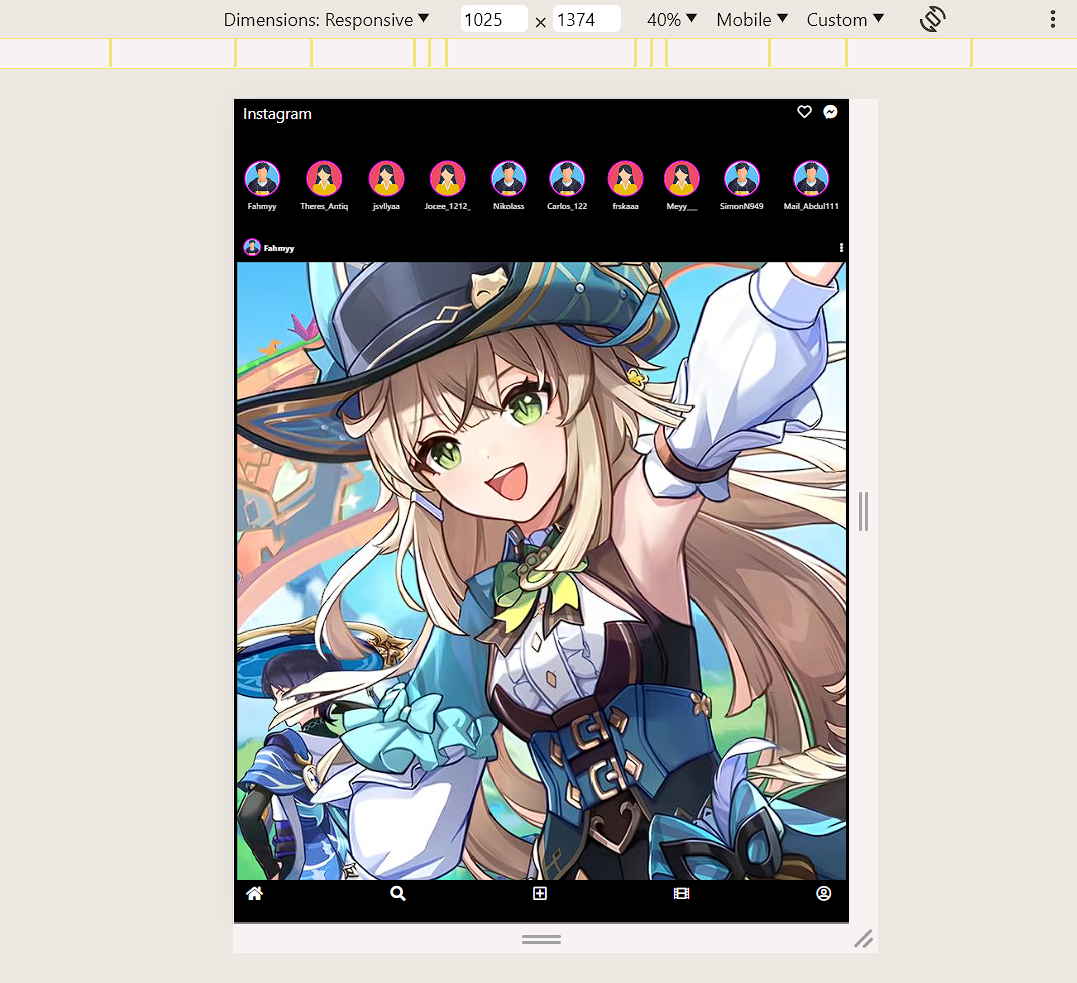 Dimensions: Responsive ▼ 1025 × 1374 40% ▼ Mobile ▼ Custom ▼
Instagram
Fahmyy Theres_Antiq jsvllyaa Jocee_1212_ Nikolass Carlos_122 frskaaa Meyy___ SimonN949 Mail_Abdul111
Fahmyy